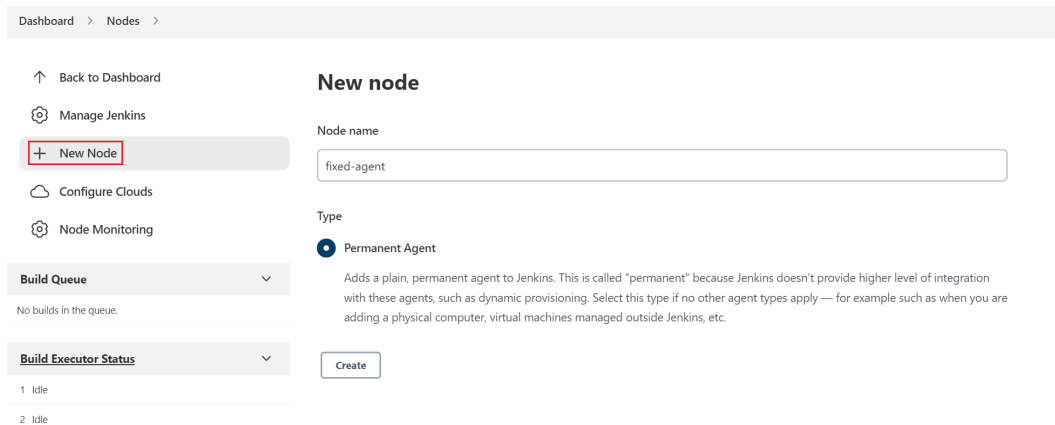 Dashboard > Nodes >
Back to Dashboard
Manage Jenkins
New Node
Configure Clouds
Node Monitoring
Build Queue
No builds in the queue.
Build Executor Status
1 Idle
2 Idle
New node
Node name
fixed-agent
Type
Permanent Agent
Adds a plain, permanent agent to Jenkins. This is called "permanent" because Jenkins doesn't provide higher level of integration
with these agents, such as dynamic provisioning. Select this type if no other agent types apply — for example such as when you are
adding a physical computer, virtual machines managed outside Jenkins, etc.
Create